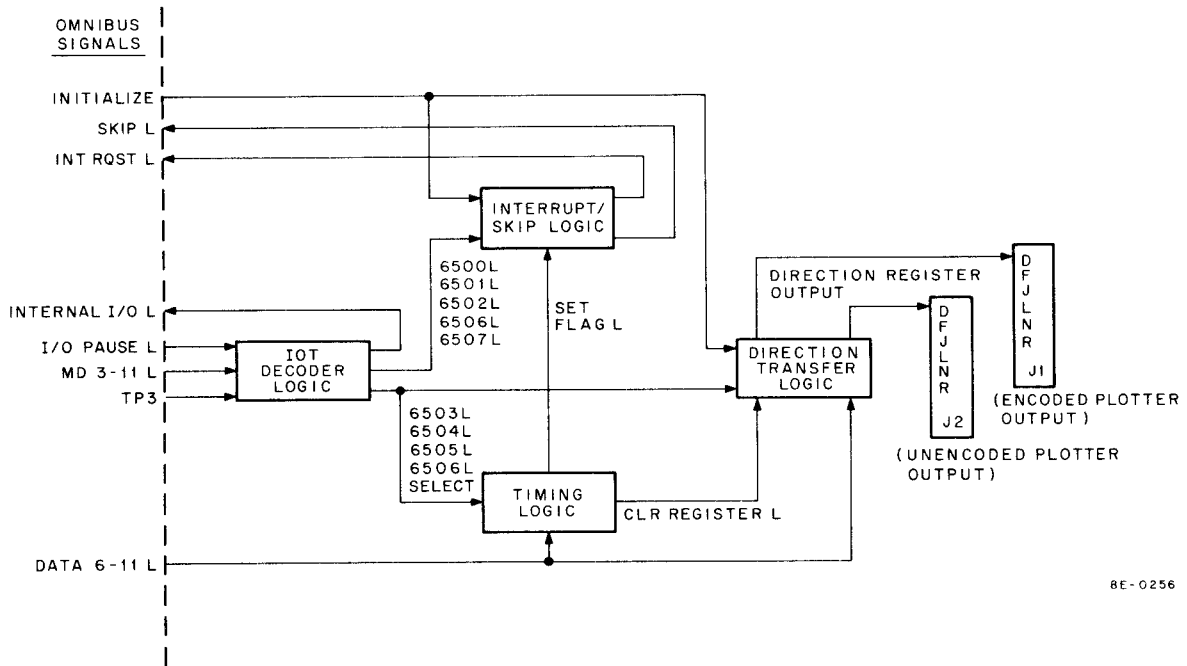 OMNIBUS
SIGNALS
INITIALIZE
SKIP L
INT RQST L
INTERRUPT/
SKIP LOGIC
6500L
6501L
6502L
6506L
6507L
SET
FLAG L
INTERNAL I/O L
I/O PAUSE L
MD 3-11 L
TP3
IOT
DECODER
LOGIC
6503L
6504L
6505L
6506L
SELECT
TIMING
LOGIC
CLR REGISTER L
DATA 6-11 L
DIRECTION REGISTER
OUTPUT
DIRECTION
TRANSFER
LOGIC
D
F
J
L
N
R
J2
(UNENCODED PLOTTER
OUTPUT)
D
F
J
L
N
R
J1
(ENCODED PLOTTER
OUTPUT)
8E-0256